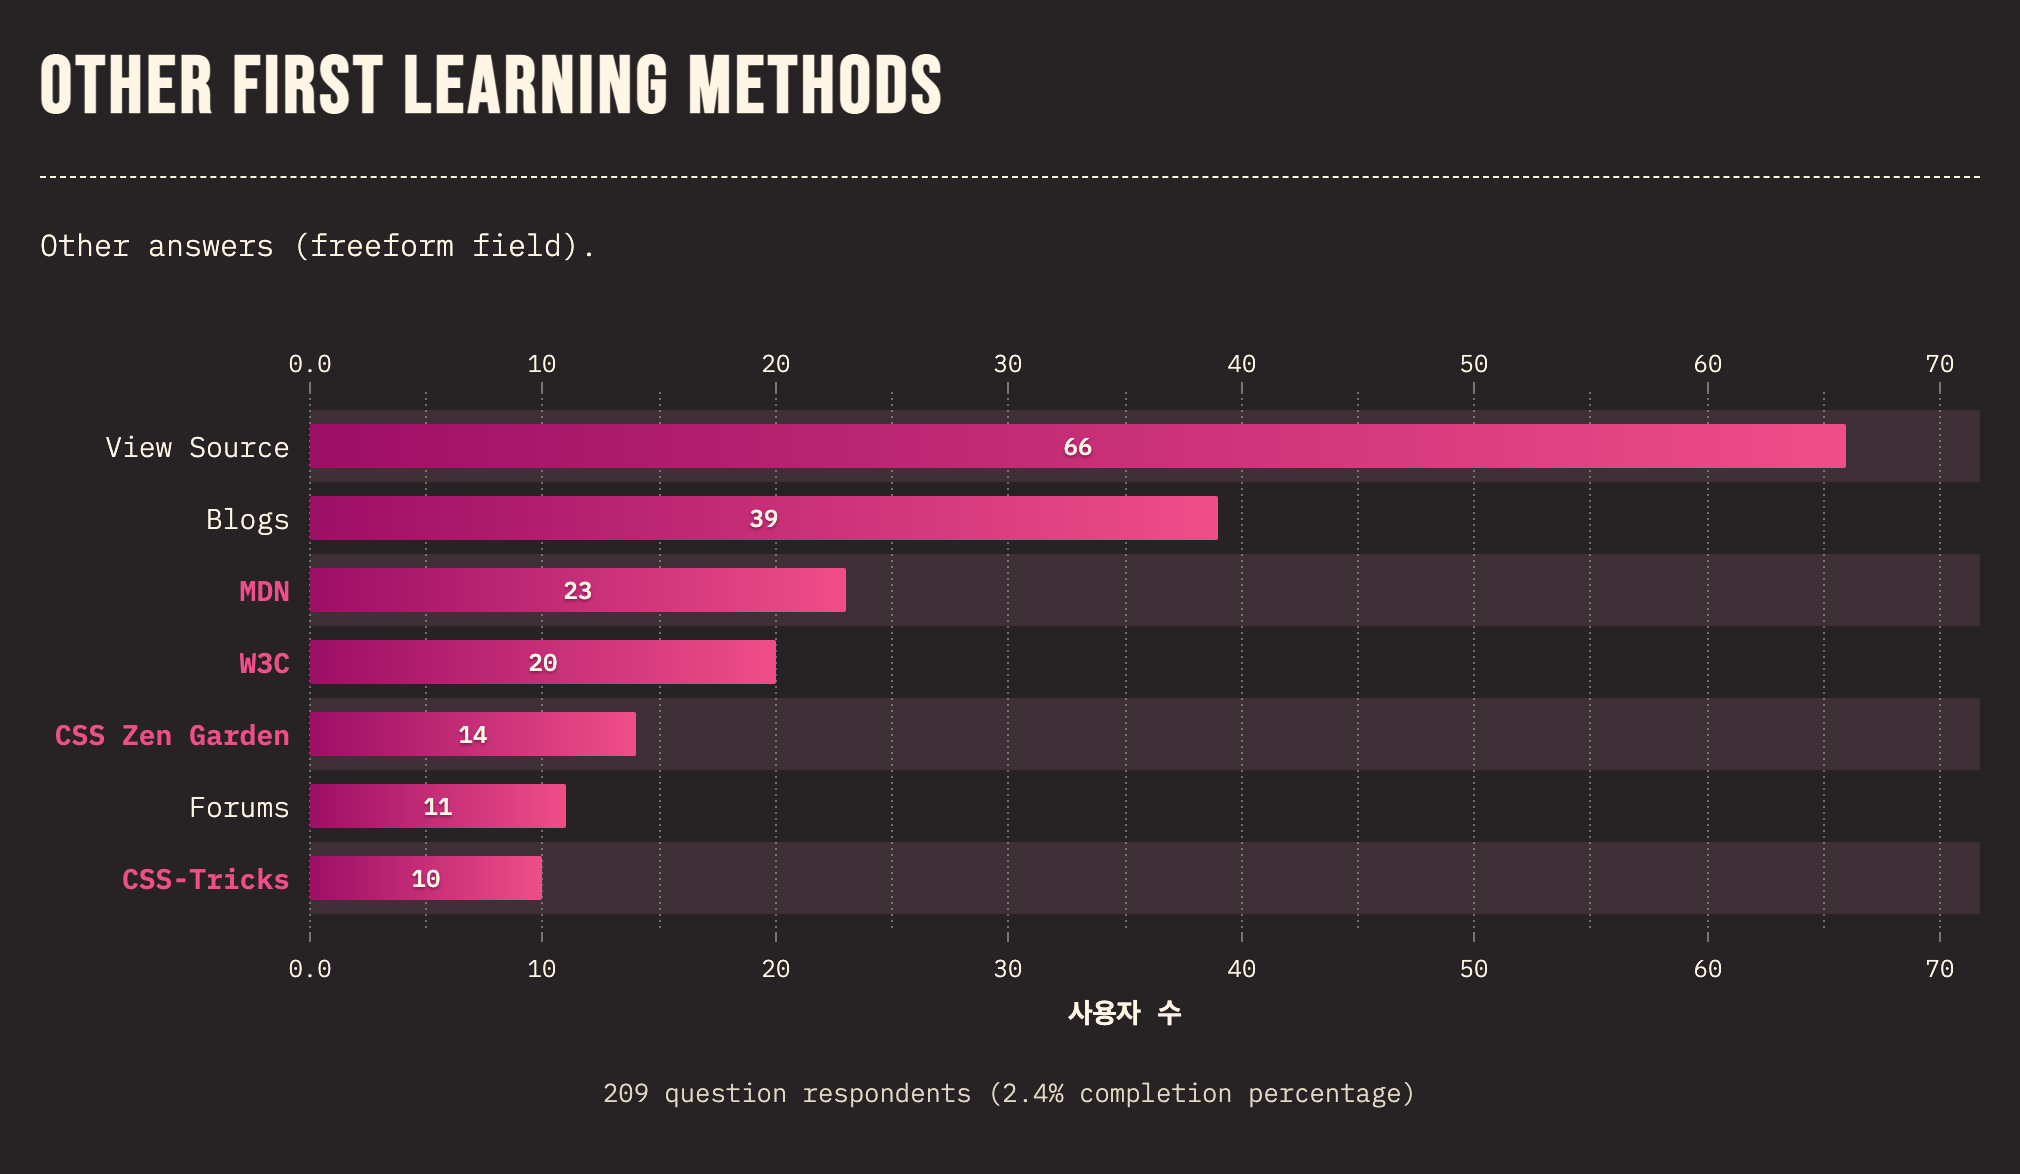 OTHER FIRST LEARNING METHODS
Other answers (freeform field).
0.0 10 20 30 40 50 60 70
View Source 66
Blogs 39
MDN 23
W3C 20
CSS Zen Garden 14
Forums 11
CSS-Tricks 10
0.0 10 20 30 40 50 60 70
사용자 수
209 question respondents (2.4% completion percentage)